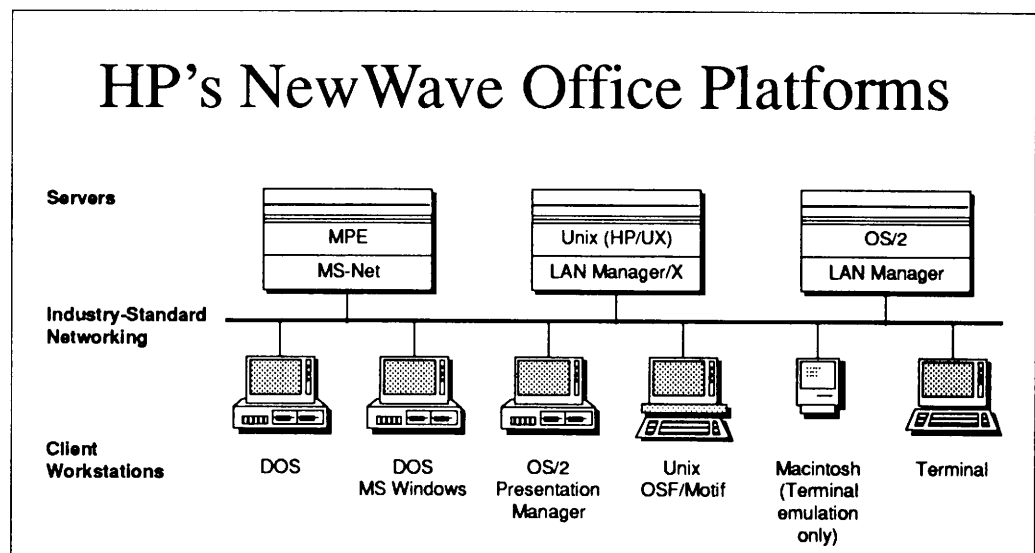 HP's NewWave Office Platforms
Servers
MPE
MS-Net
Unix (HP/UX)
LAN Manager/X
OS/2
LAN Manager
Industry-Standard
Networking
Client
Workstations
DOS
DOS
MS Windows
OS/2
Presentation
Manager
Unix
OSF/Motif
Macintosh
(Terminal
emulation
only)
Terminal